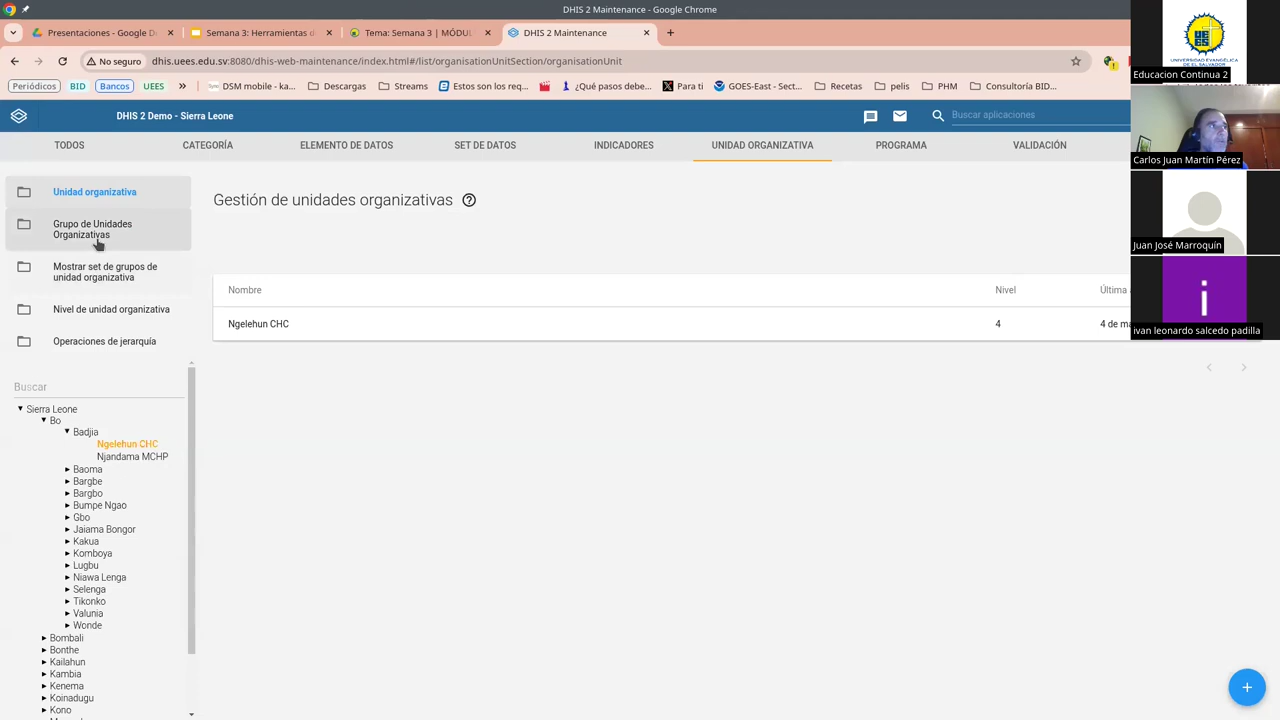 DHIS 2 Maintenance - Google Chrome
Presentaciones - Google D
Semana 3: Herramientas d
Tema: Semana 3 | MÓDUL
DHIS 2 Maintenance
No seguro
dhis.uees.edu.sv:8080/dhis-web-maintenance/index.html#/list/organisationUnitSection/organisationUnit
Periódicos
BID
Bancos
UEES
DSM mobile - ka...
Descargas
Streams
Estos son los req...
¿Qué pasos debe...
Para ti
GOES-East - Sect...
Recetas
pelis
PHM
Consultoría BID...
DHIS 2 Demo - Sierra Leone
Buscar aplicaciones
TODOS
CATEGORÍA
ELEMENTO DE DATOS
SET DE DATOS
INDICADORES
UNIDAD ORGANIZATIVA
PROGRAMA
VALIDACIÓN
Unidad organizativa
Grupo de Unidades
Organizativas
Mostrar set de grupos de
unidad organizativa
Nivel de unidad organizativa
Operaciones de jerarquía
Buscar
Sierra Leone
Bo
Badjia
Ngelehun CHC
Njandama MCHP
Baoma
Bargbe
Bargbo
Bumpe Ngao
Gbo
Jaiama Bongor
Kakua
Komboya
Lugbu
Niawa Lenga
Selenga
Tikonko
Valunia
Wonde
Bombali
Bonthe
Kailahun
Kambia
Kenema
Koinadugu
Kono
Gestión de unidades organizativas
Nombre
Nivel
Última
Ngelehun CHC
4
4 de ma
UEES
UNIVERSIDAD EVANGÉLICA
DE EL SALVADOR
Educacion Continua 2
Carlos Juan Martín Pérez
Juan José Marroquín
i
ivan leonardo salcedo padilla